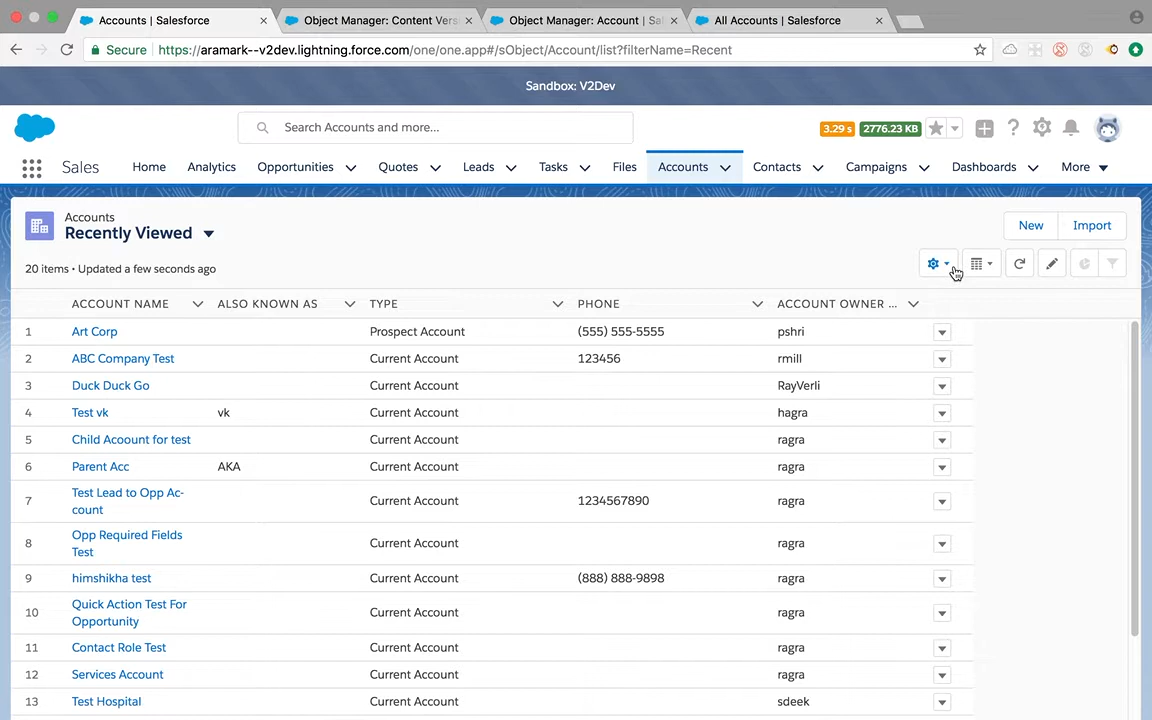 Accounts | Salesforce
Object Manager: Content Vers
Object Manager: Account | Sal
All Accounts | Salesforce
Secure https://aramark--v2dev.lightning.force.com/one/one.app#/sObject/Account/list?filterName=Recent
Sandbox: V2Dev
Search Accounts and more...
3.29 s 2776.23 KB
Sales Home Analytics Opportunities Quotes Leads Tasks Files Accounts Contacts Campaigns Dashboards More
Accounts
Recently Viewed
New Import
20 items • Updated a few seconds ago
ACCOUNT NAME ALSO KNOWN AS TYPE PHONE ACCOUNT OWNER ...
1 Art Corp Prospect Account (555) 555-5555 pshri
2 ABC Company Test Current Account 123456 rmill
3 Duck Duck Go Current Account RayVerli
4 Test vk vk Current Account hagra
5 Child Acoount for test Current Account ragra
6 Parent Acc AKA Current Account ragra
7 Test Lead to Opp Ac-
count Current Account 1234567890 ragra
8 Opp Required Fields
Test Current Account ragra
9 himshikha test Current Account (888) 888-9898 ragra
10 Quick Action Test For
Opportunity Current Account ragra
11 Contact Role Test Current Account ragra
12 Services Account Current Account ragra
13 Test Hospital Current Account sdeek